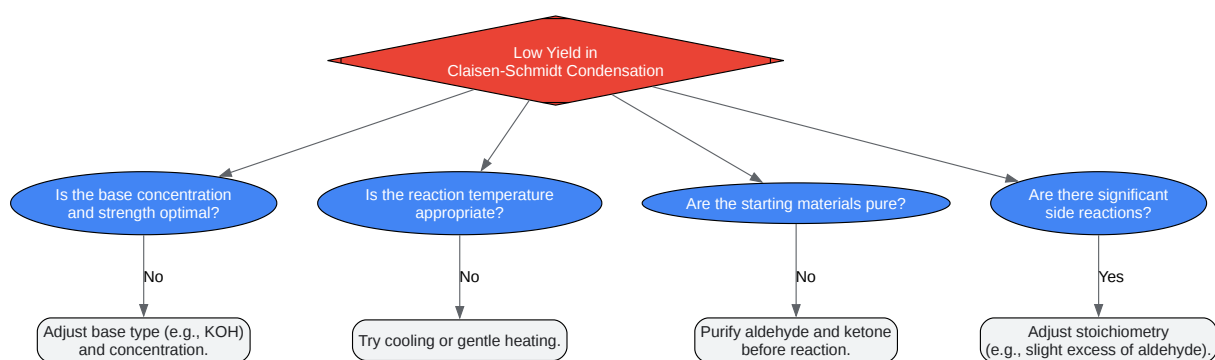 Low Yield in
Claisen-Schmidt Condensation
Is the base concentration
and strength optimal?
Is the reaction temperature
appropriate?
Are the starting materials pure?
Are there significant
side reactions?
No
No
No
Yes
Adjust base type (e.g., KOH)
and concentration.
Try cooling or gentle heating.
Purify aldehyde and ketone
before reaction.
Adjust stoichiometry
(e.g., slight excess of aldehyde).